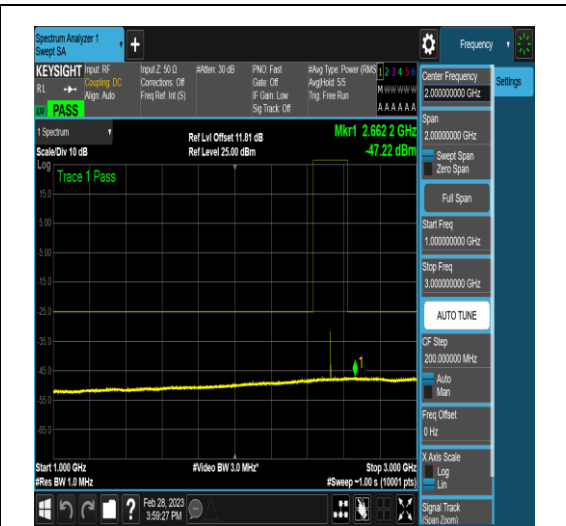 Spectrum Analyzer 1
Swept SA
Frequency
KEYSIGHT
RL
LXI
PASS
Input: RF
Coupling: DC
Align: Auto
Input Z: 50 Ω
Corrections: Off
Freq Ref: Int (S)
#Atten: 30 dB
PNO: Fast
Gate: Off
IF Gain: Low
Sig Track: Off
#Avg Type: Power (RMS)
Avg|Hold: 5/5
Trig: Free Run
1 2 3 4 5 6
M W W W W W
A A A A A A
Center Frequency
2.000000000 GHz
Settings
Span
2.00000000 GHz
Swept Span
Zero Span
Full Span
Start Freq
1.000000000 GHz
Stop Freq
3.000000000 GHz
AUTO TUNE
CF Step
200.000000 MHz
Auto
Man
Freq Offset
0 Hz
X Axis Scale
Log
Lin
Signal Track
(Span Zoom)
1 Spectrum
Scale/Div 10 dB
Ref Lvl Offset 11.81 dB
Ref Level 25.00 dBm
Mkr1 2.662 2 GHz
-47.22 dBm
Log
Trace 1 Pass
15.0
5.00
-5.00
-15.0
-25.0
-35.0
-45.0
-55.0
-65.0
1
Start 1.000 GHz
#Res BW 1.0 MHz
#Video BW 3.0 MHz*
Stop 3.000 GHz
#Sweep ~1.00 s (10001 pts)
?
Feb 28, 2023
3:59:27 PM